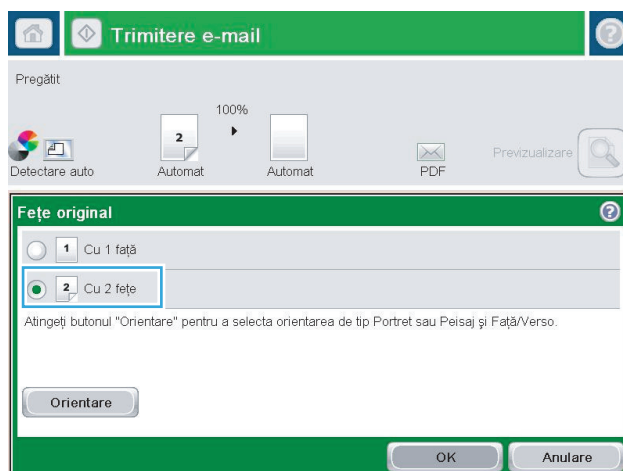 Trimitere e-mail
?
Pregătit
100%
2
Detectare auto
Automat
Automat
PDF
Previzualizare
Fețe original
?
1 Cu 1 față
2 Cu 2 fețe
Atingeți butonul "Orientare" pentru a selecta orientarea de tip Portret sau Peisaj și Față/Verso.
Orientare
OK
Anulare